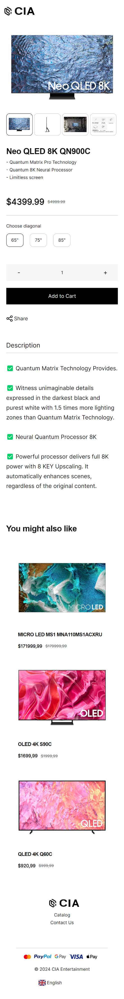 CIA
Neo QLED 8K
Neo QLED 8K QN900C
- Quantum Matrix Pro Technology
- Quantum 8K Neural Processor
- Limitless screen
$4399.99 $4999.99
Choose diagonal
65" 75" 85"
- 1 +
Add to Cart
Share
Description
Quantum Matrix Technology Provides.
Witness unimaginable details
expressed in the darkest black and
purest white with 1.5 times more lighting
zones than Quantum Matrix Technology.
Neural Quantum Processor 8K
Powerful processor delivers full 8K
power with 8 KEY Upscaling. It
automatically enhances scenes,
regardless of the original content.
You might also like
MICRO LED
MICRO LED MS1 MNA110MS1ACXRU
$171999,99 $179999,99
OLED
OLED 4K S90C
$1699,99 $1999,99
QLED
QLED 4K Q60C
$920,99 $999,99
CIA
Catalog
Contact Us
PayPal G Pay VISA Pay
© 2024 CIA Entertainment
English